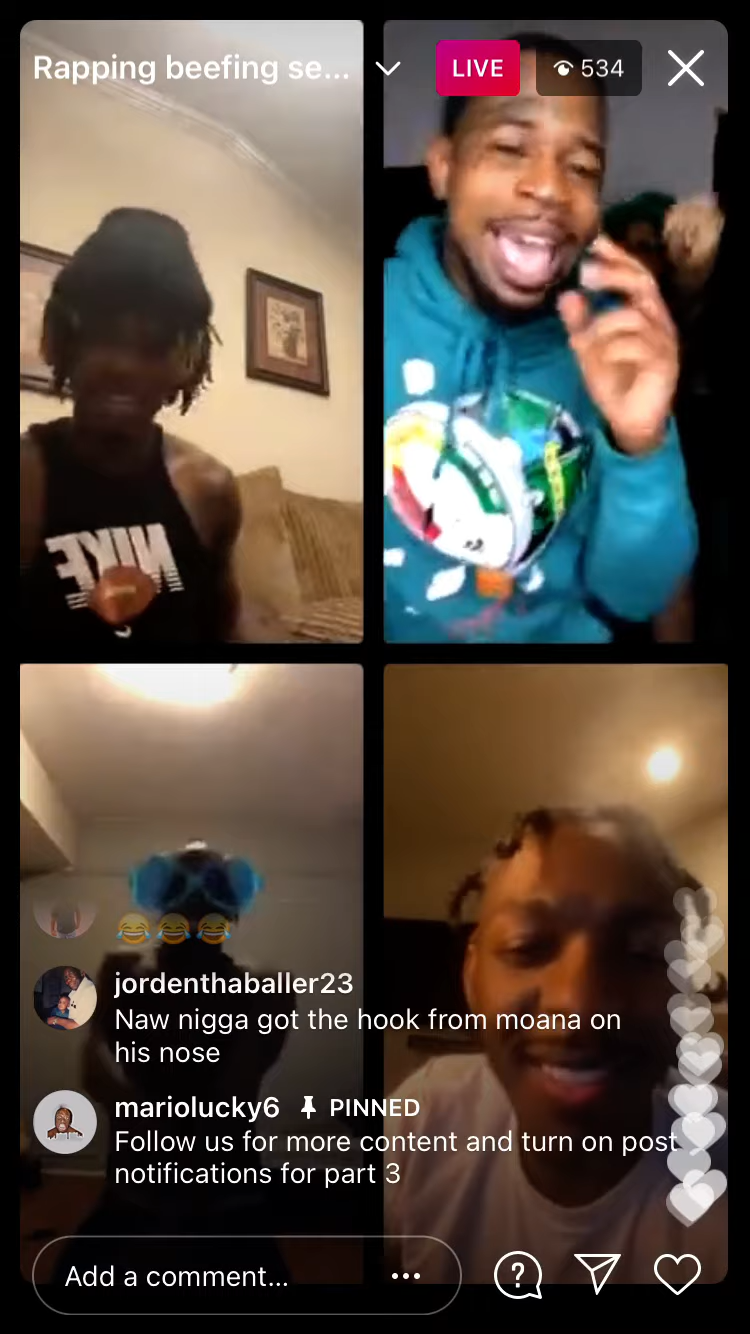 Rapping beefing se...
LIVE
534
NIKE
😂😂😂
jordenthaballer23
Naw nigga got the hook from moana on
his nose
mariolucky6 PINNED
Follow us for more content and turn on post
notifications for part 3
Add a comment...